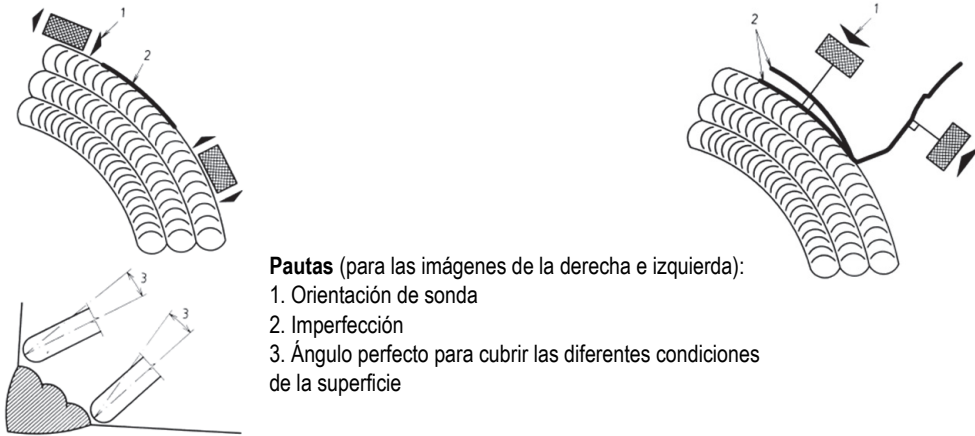 1
2
2
1
3
3
Pautas (para las imágenes de la derecha e izquierda):
1. Orientación de sonda
2. Imperfección
3. Ángulo perfecto para cubrir las diferentes condiciones
de la superficie